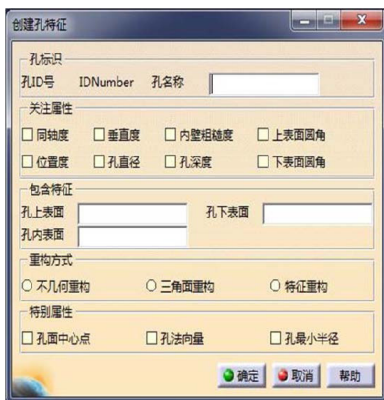 创建孔特征
孔标识
孔ID号 IDNumber 孔名称
关注属性
同轴度 垂直度 内壁粗糙度 上表面圆角
位置度 孔直径 孔深度 下表面圆角
包含特征
孔上表面 孔下表面
孔内表面
重构方式
不几何重构 三角面重构 特征重构
特别属性
孔面中心点 孔法向量 孔最小半径
确定 取消 帮助